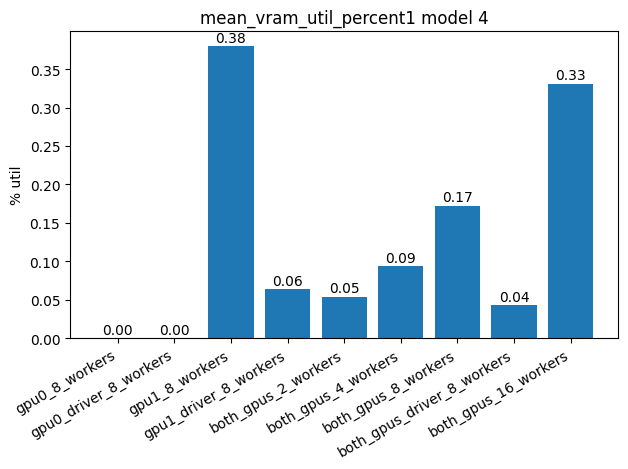 mean_vram_util_percent1 model 4
% util
0.35
0.30
0.25
0.20
0.15
0.10
0.05
0.00
0.00
0.00
0.38
0.06
0.05
0.09
0.17
0.04
0.33
gpu0_8_workers
gpu0_driver_8_workers
gpu1_8_workers
gpu1_driver_8_workers
both_gpus_2_workers
both_gpus_4_workers
both_gpus_8_workers
both_gpus_driver_8_workers
both_gpus_16_workers